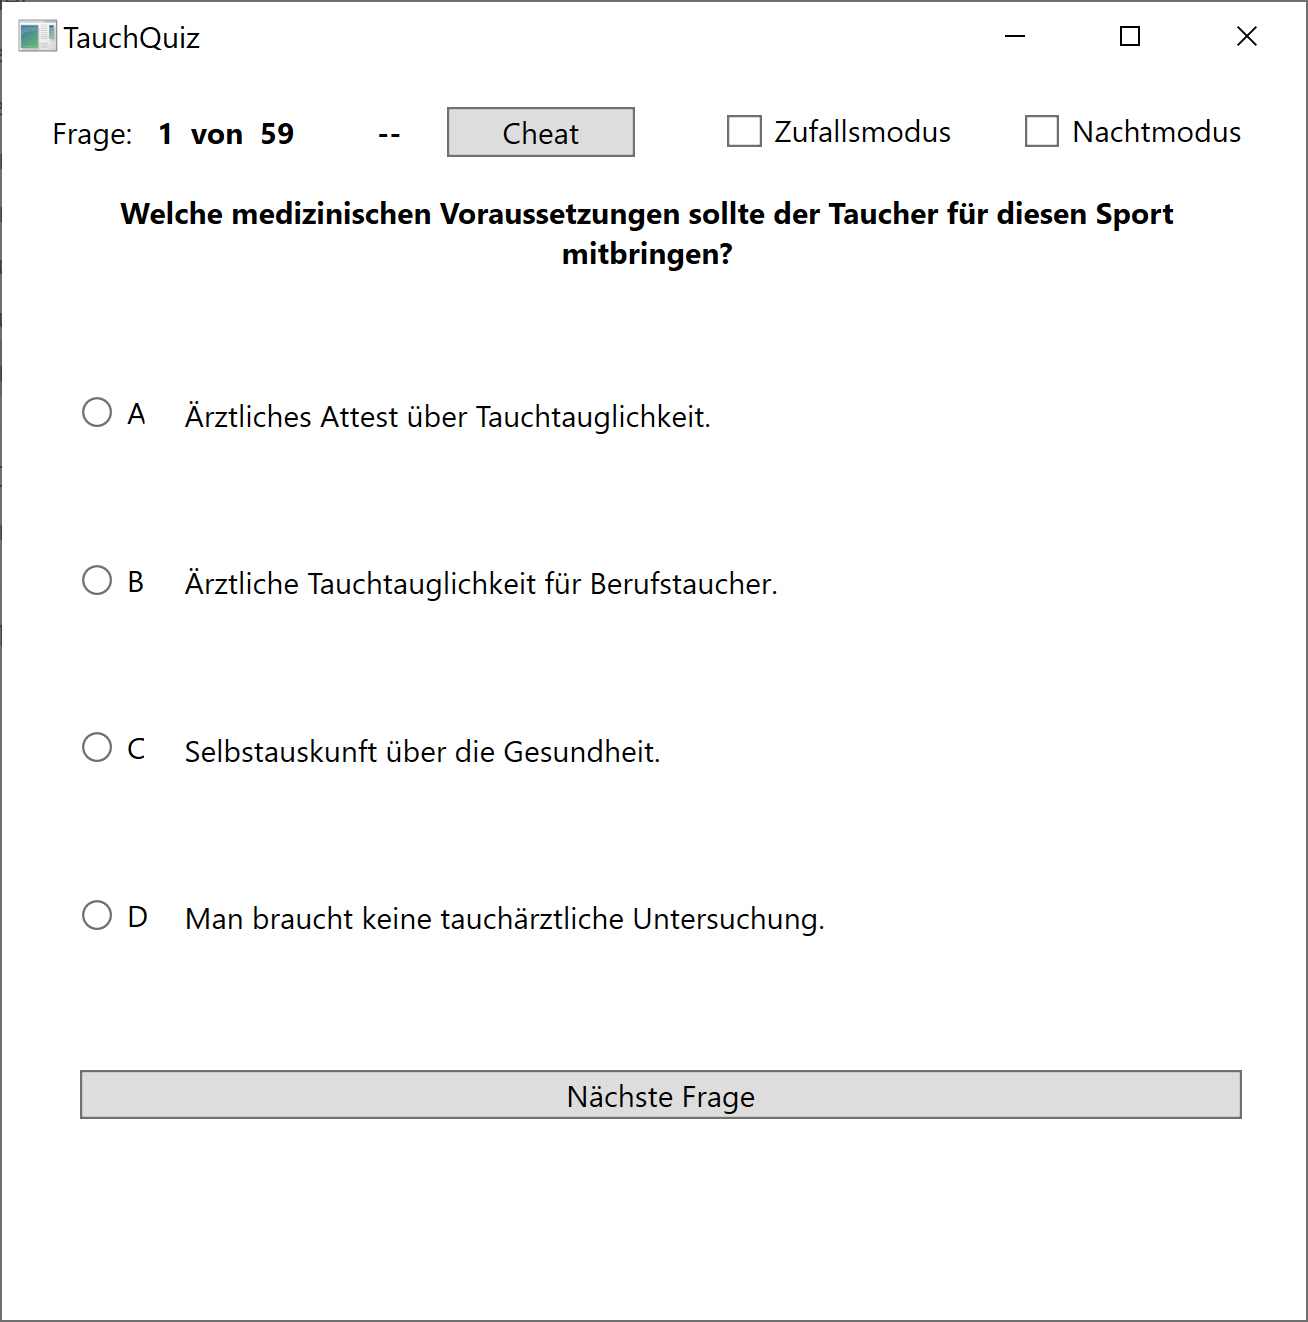 TauchQuiz
Frage: 1 von 59 -- Cheat Zufallsmodus Nachtmodus
Welche medizinischen Voraussetzungen sollte der Taucher für diesen Sport
mitbringen?
A Ärztliches Attest über Tauchtauglichkeit.
B Ärztliche Tauchtauglichkeit für Berufstaucher.
C Selbstauskunft über die Gesundheit.
D Man braucht keine tauchärztliche Untersuchung.
Nächste Frage